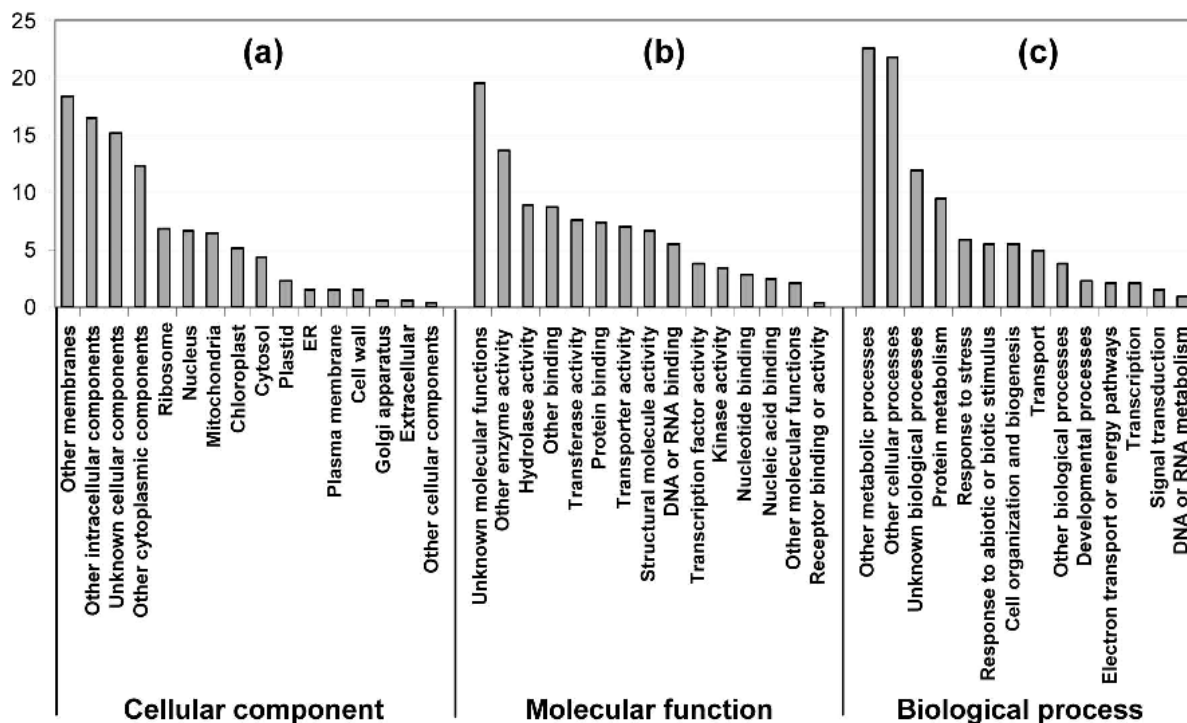 25
20
15
10
5
0
(a)
(b)
(c)
Other membranes
Other intracellular components
Unknown cellular components
Other cytoplasmic components
Ribosome
Nucleus
Mitochondria
Chloroplast
Cytosol
Plastid
ER
Plasma membrane
Cell wall
Golgi apparatus
Extracellular
Other cellular components
Unknown molecular functions
Other enzyme activity
Hydrolase activity
Other binding
Transferase activity
Protein binding
Transporter activity
Structural molecule activity
DNA or RNA binding
Transcription factor activity
Kinase activity
Nucleotide binding
Nucleic acid binding
Other molecular functions
Receptor binding or activity
Other metabolic processes
Other cellular processes
Unknown biological processes
Protein metabolism
Response to stress
Response to abiotic or biotic stimulus
Cell organization and biogenesis
Transport
Other biological processes
Developmental processes
Electron transport or energy pathways
Transcription
Signal transduction
DNA or RNA metabolism
Cellular component
Molecular function
Biological process